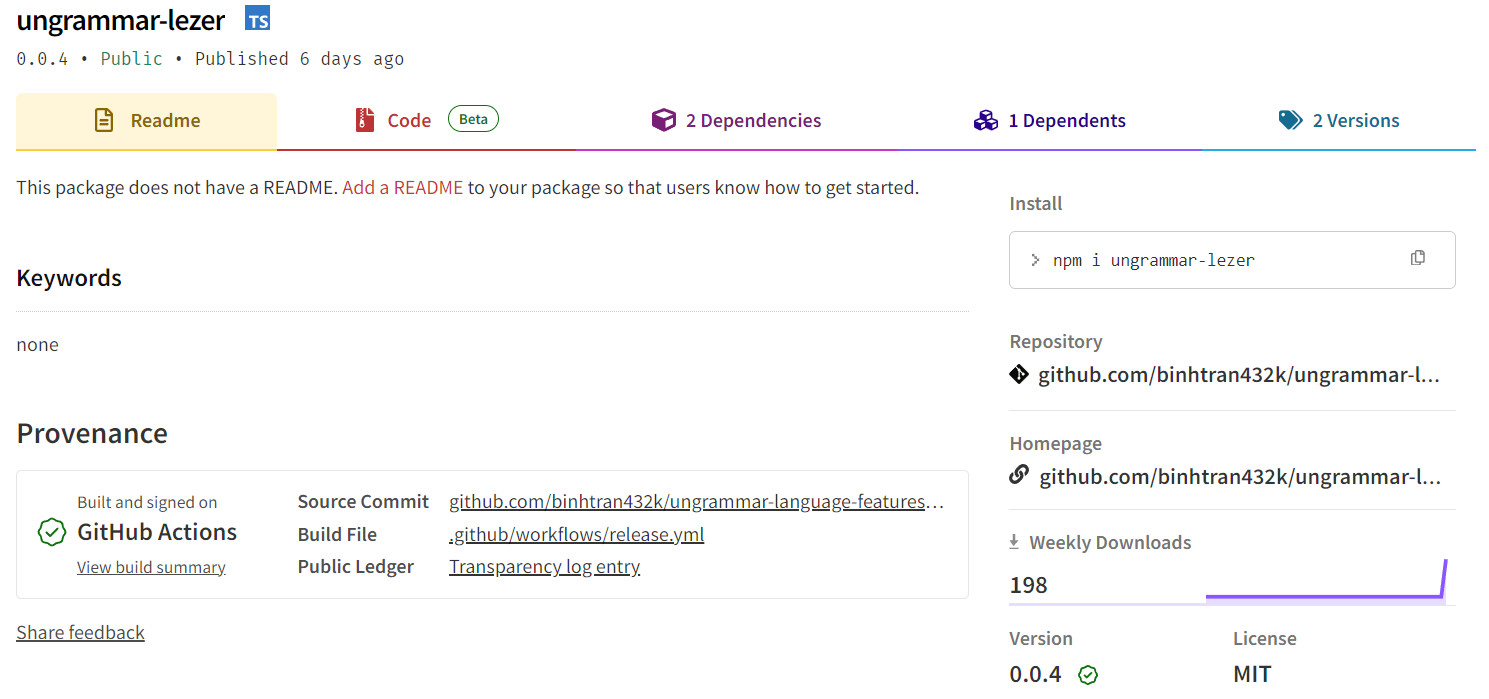 ungrammar-lezer TS
0.0.4 • Public • Published 6 days ago
Readme
Code Beta
2 Dependencies
1 Dependents
2 Versions
This package does not have a README. Add a README to your package so that users know how to get started.
Keywords
none
Provenance
Built and signed on
GitHub Actions
View build summary
Source Commit github.com/binhtran432k/ungrammar-language-features…
Build File .github/workflows/release.yml
Public Ledger Transparency log entry
Share feedback
Install
> npm i ungrammar-lezer
Repository
github.com/binhtran432k/ungrammar-l...
Homepage
github.com/binhtran432k/ungrammar-l...
Weekly Downloads
198
Version
0.0.4
License
MIT